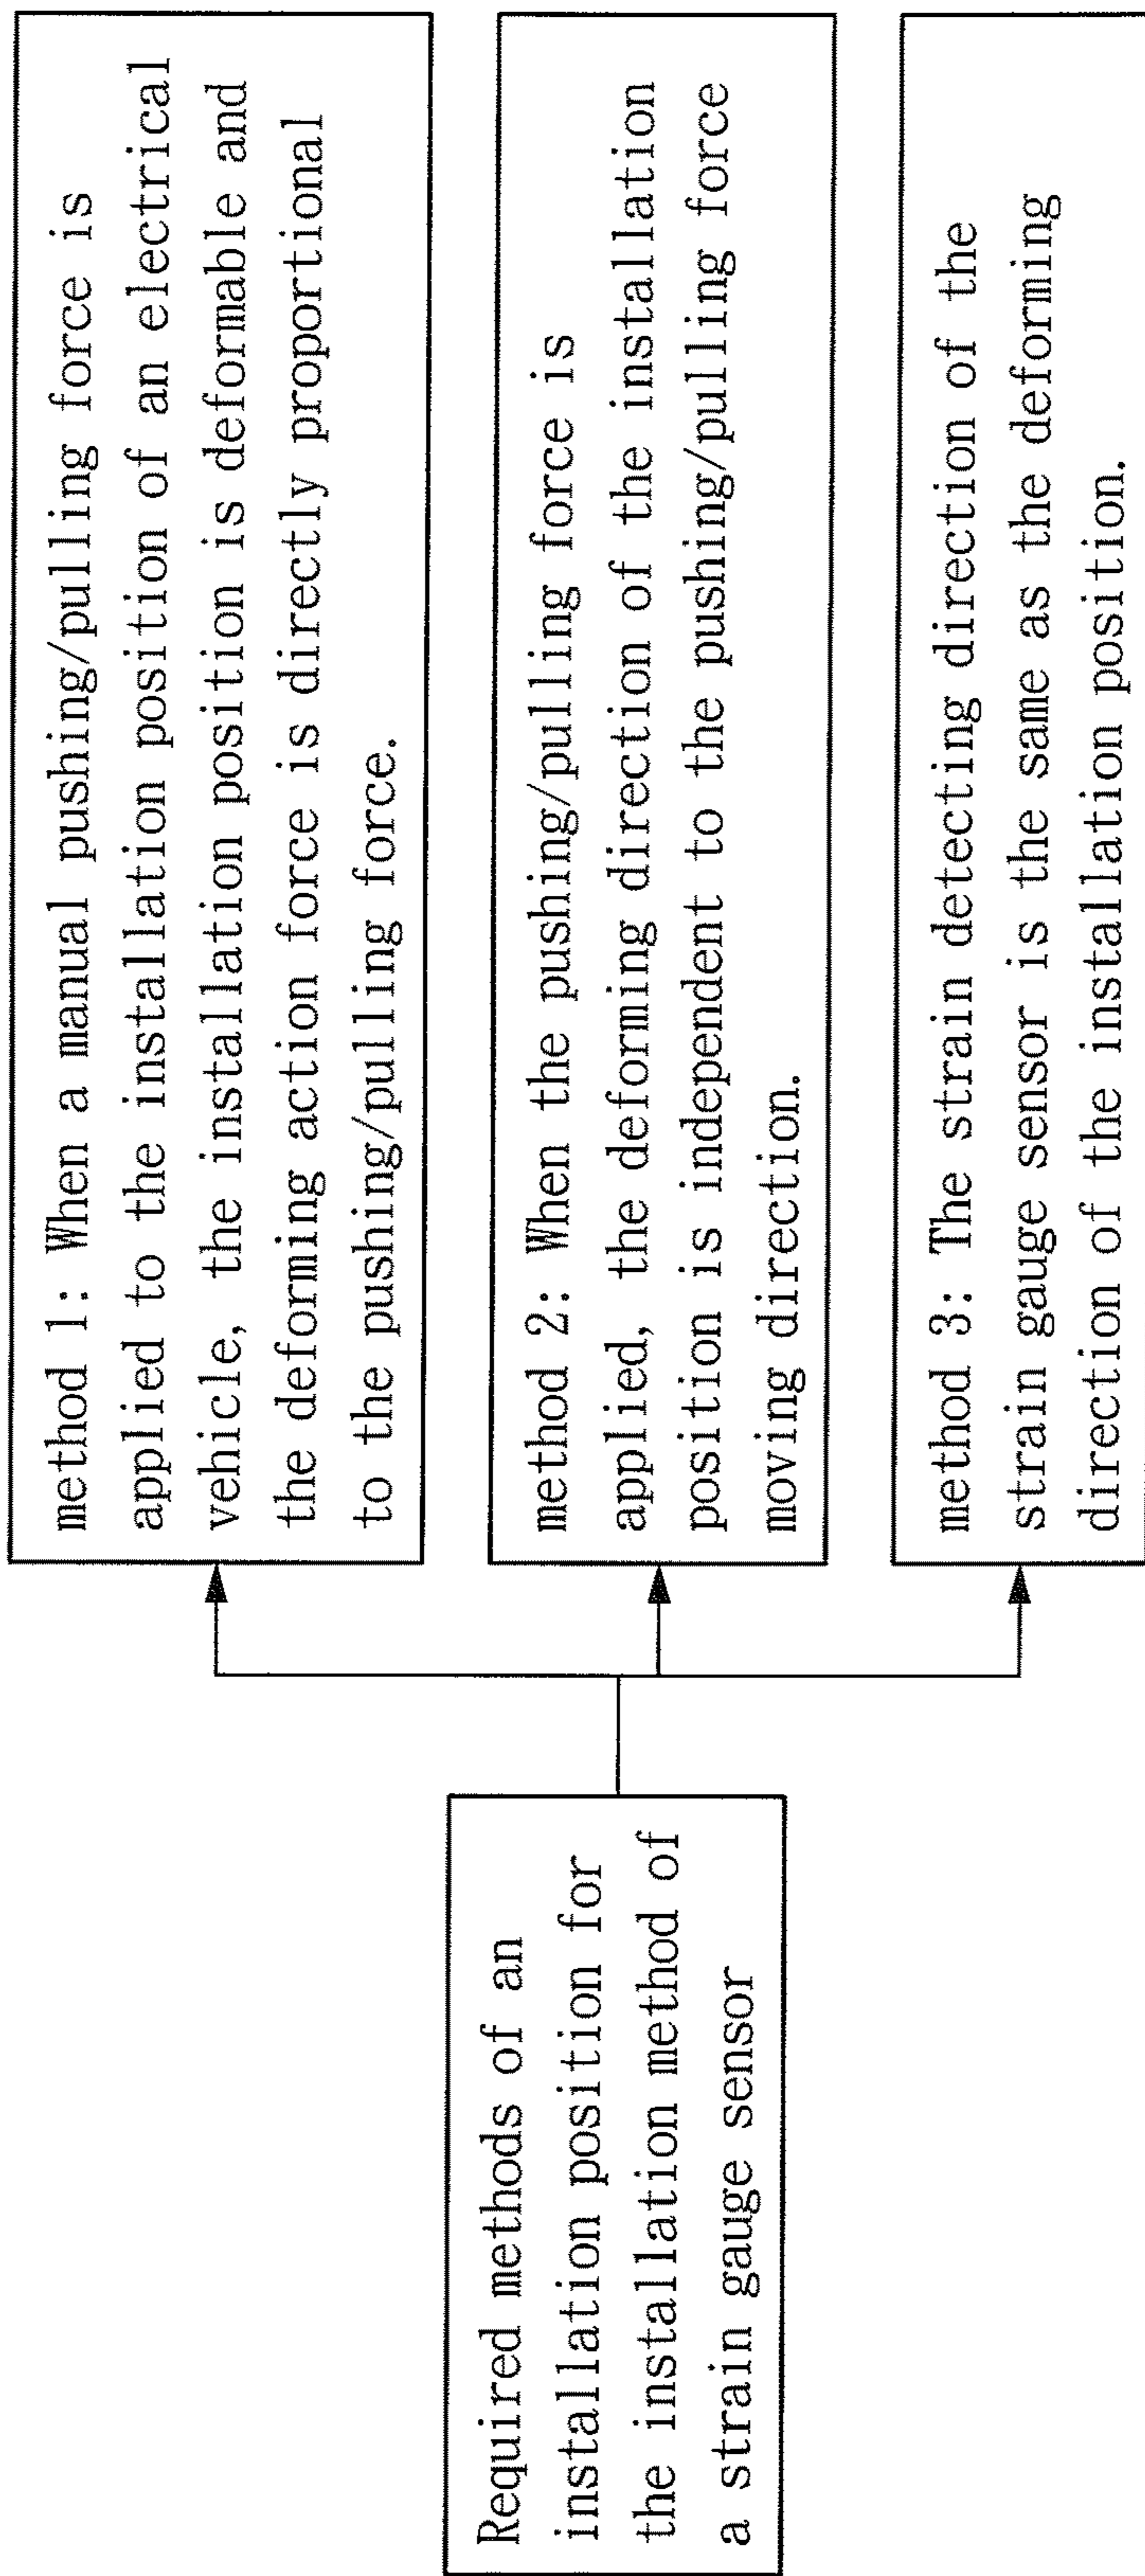 Required methods of an
installation position for
the installation method of
a strain gauge sensor
method 1: When a manual pushing/pulling force is
applied to the installation position of an electrical
vehicle, the installation position is deformable and
the deforming action force is directly proportional
to the pushing/pulling force.
method 2: When the pushing/pulling force is
applied, the deforming direction of the installation
position is independent to the pushing/pulling force
moving direction.
method 3: The strain detecting direction of the
strain gauge sensor is the same as the deforming
direction of the installation position.